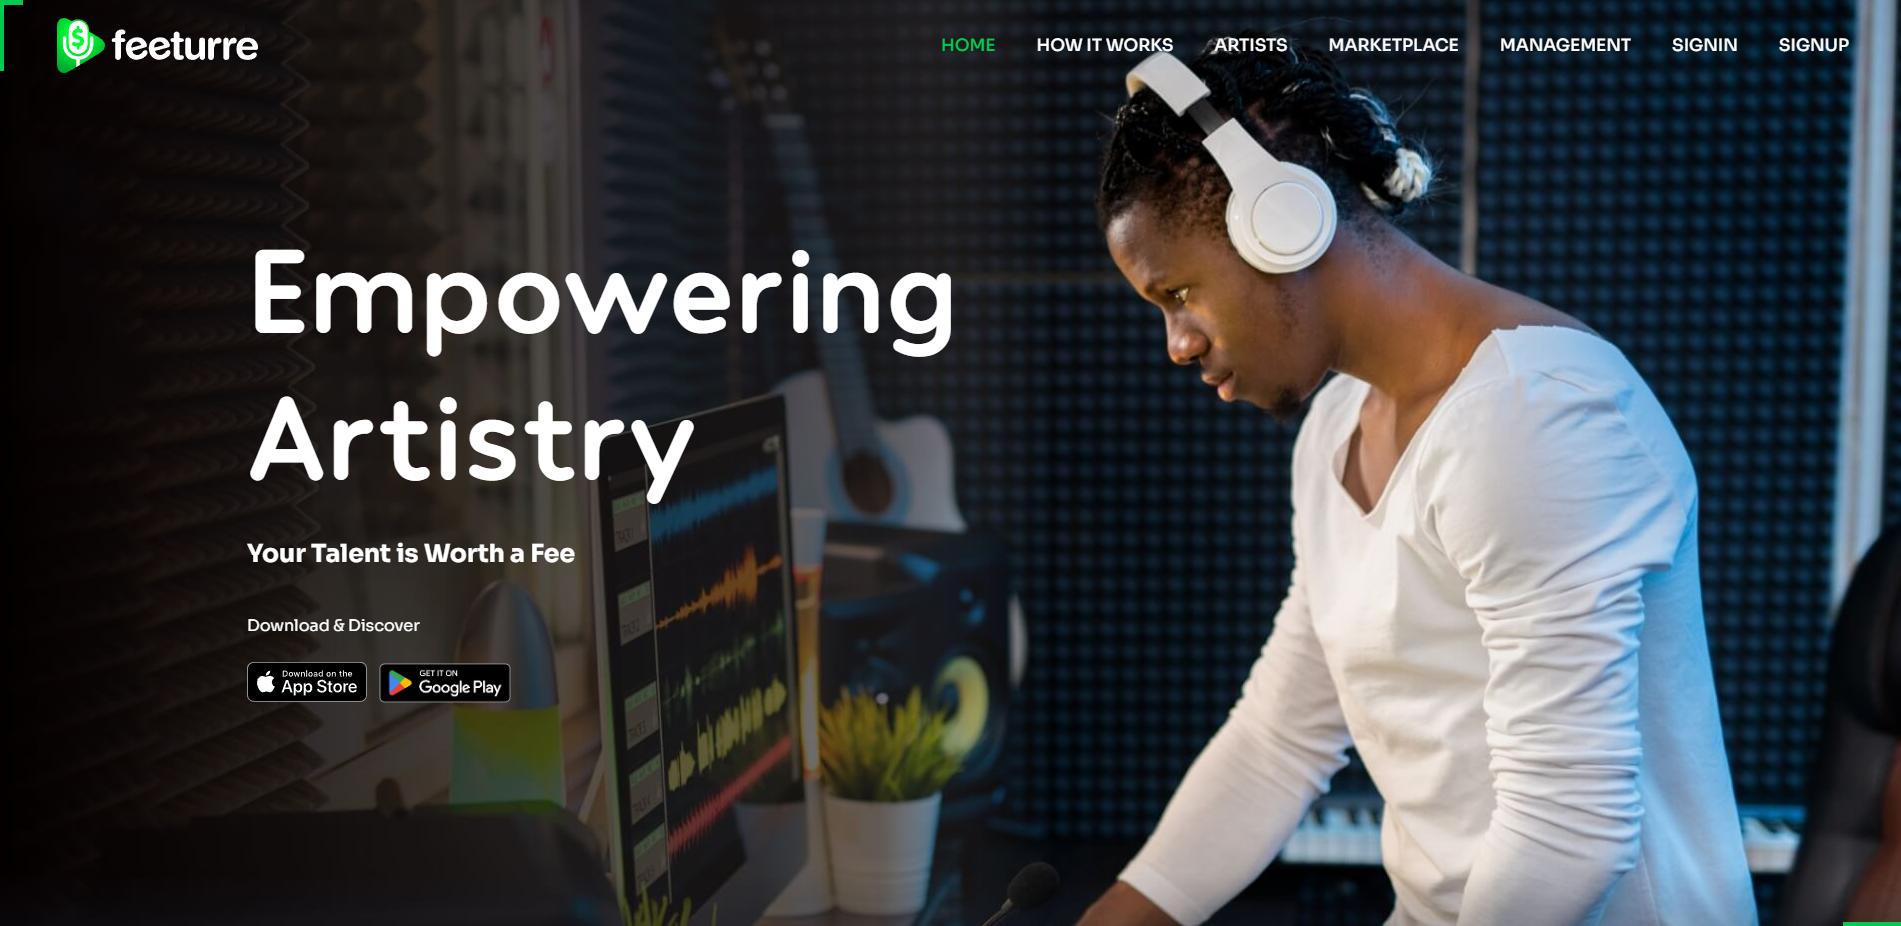 feeturre
HOME HOW IT WORKS ARTISTS MARKETPLACE MANAGEMENT SIGNIN SIGNUP
Empowering
Artistry
Your Talent is Worth a Fee
Download & Discover
Download on the
App Store
GET IT ON
Google Play